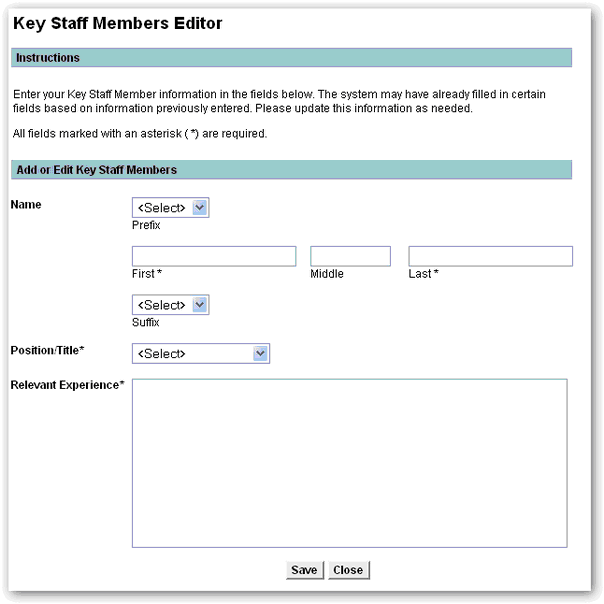 Key Staff Members Editor
Instructions
Enter your Key Staff Member information in the fields below. The system may have already filled in certain
fields based on information previously entered. Please update this information as needed.
All fields marked with an asterisk ( *) are required.
Add or Edit Key Staff Members
Name
<Select>
Prefix
First *
Middle
Last *
<Select>
Suffix
Position/Title*
<Select>
Relevant Experience*
Save
Close